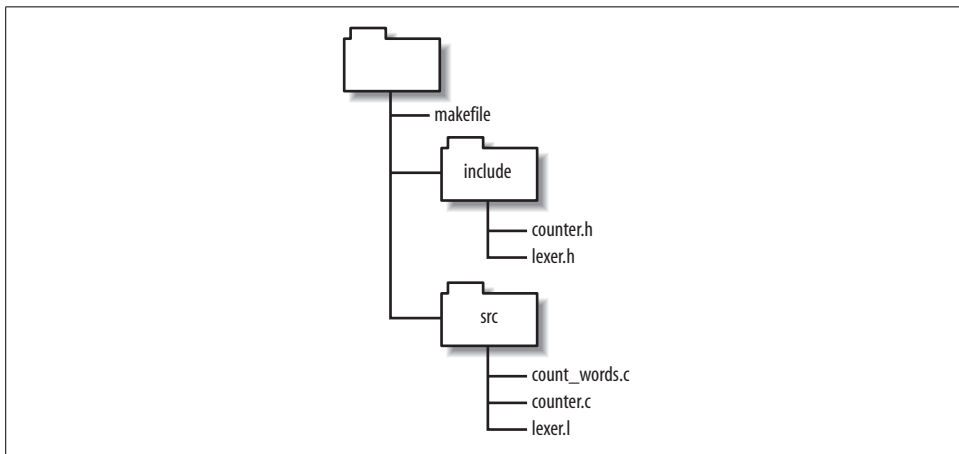 makefile
include
counter.h
lexer.h
src
count_words.c
counter.c
lexer.l